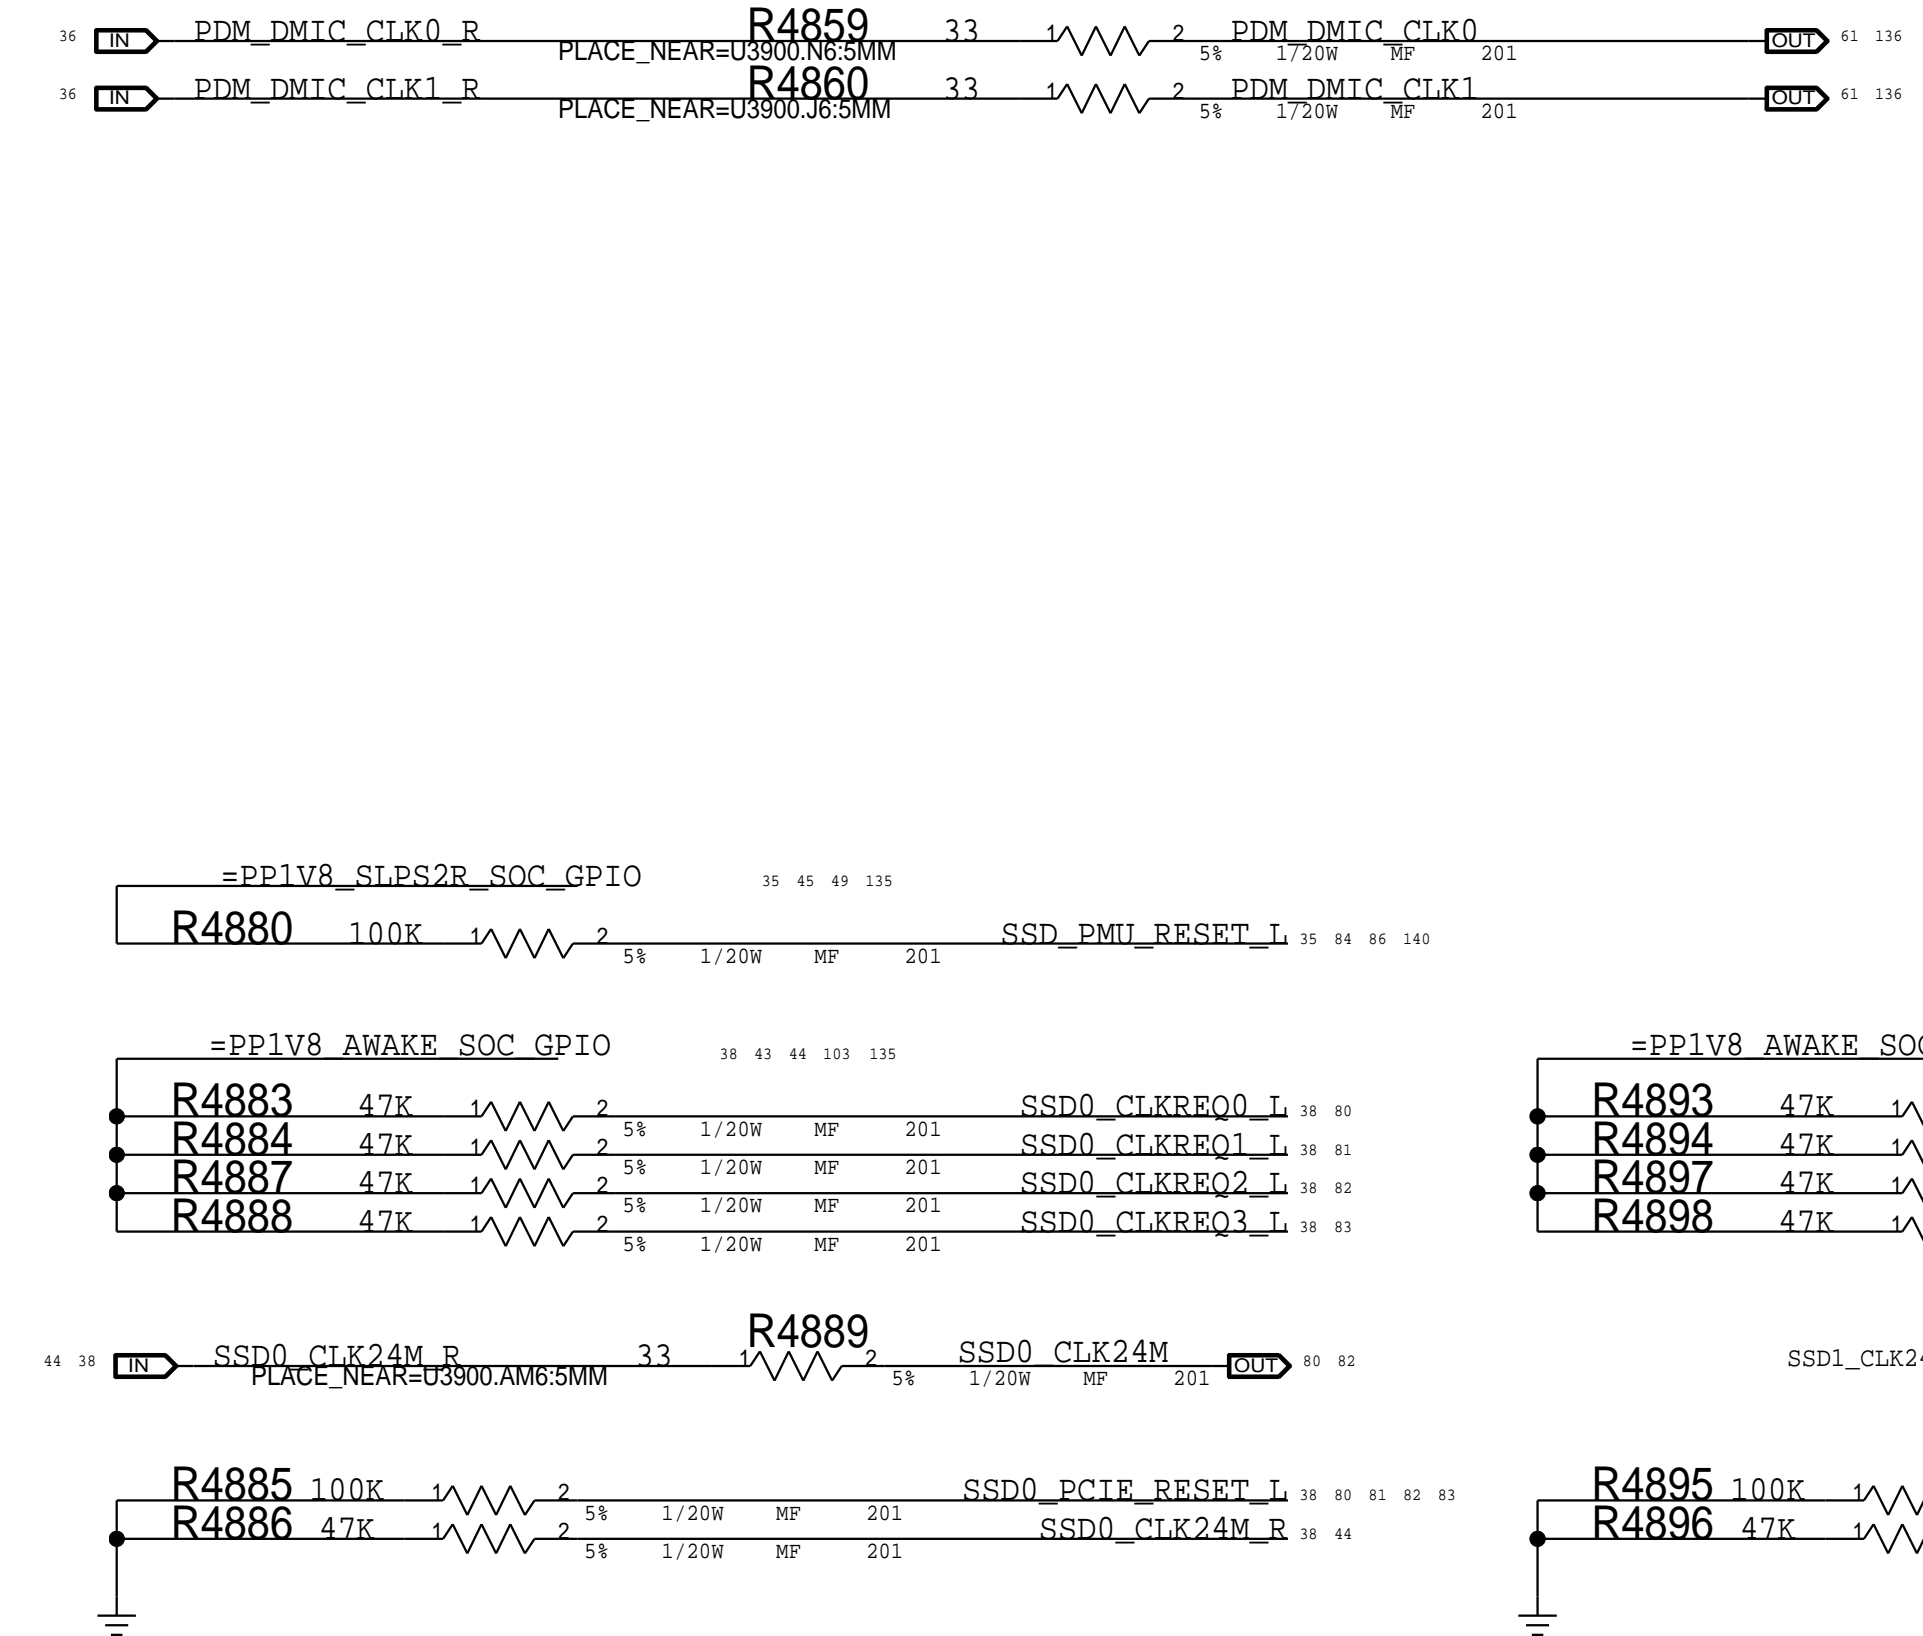 36 IN PDM_DMIC_CLK0_R R4859 33 1 2 PDM_DMIC_CLK0 OUT 61 136
PLACE_NEAR=U3900.N6:5MM 5% 1/20W MF 201
36 IN PDM_DMIC_CLK1_R R4860 33 1 2 PDM_DMIC_CLK1 OUT 61 136
PLACE_NEAR=U3900.J6:5MM 5% 1/20W MF 201
=PP1V8_SLPS2R_SOC_GPIO 35 45 49 135
R4880 100K 1 2 SSD_PMU_RESET_L 35 84 86 140
5% 1/20W MF 201
=PP1V8_AWAKE_SOC_GPIO 38 43 44 103 135 =PP1V8_AWAKE_SOC
R4883 47K 1 2 SSD0_CLKREQ0_L 38 80 R4893 47K 1
5% 1/20W MF 201
R4884 47K 1 2 SSD0_CLKREQ1_L 38 81 R4894 47K 1
5% 1/20W MF 201
R4887 47K 1 2 SSD0_CLKREQ2_L 38 82 R4897 47K 1
5% 1/20W MF 201
R4888 47K 1 2 SSD0_CLKREQ3_L 38 83 R4898 47K 1
5% 1/20W MF 201
44 38 IN SSD0_CLK24M_R 33 R4889 1 2 SSD0_CLK24M OUT 80 82 SSD1_CLK24
PLACE_NEAR=U3900.AM6:5MM 5% 1/20W MF 201
R4885 100K 1 2 SSD0_PCIE_RESET_L 38 80 81 82 83 R4895 100K 1
5% 1/20W MF 201
R4886 47K 1 2 SSD0_CLK24M_R 38 44 R4896 47K 1
5% 1/20W MF 201